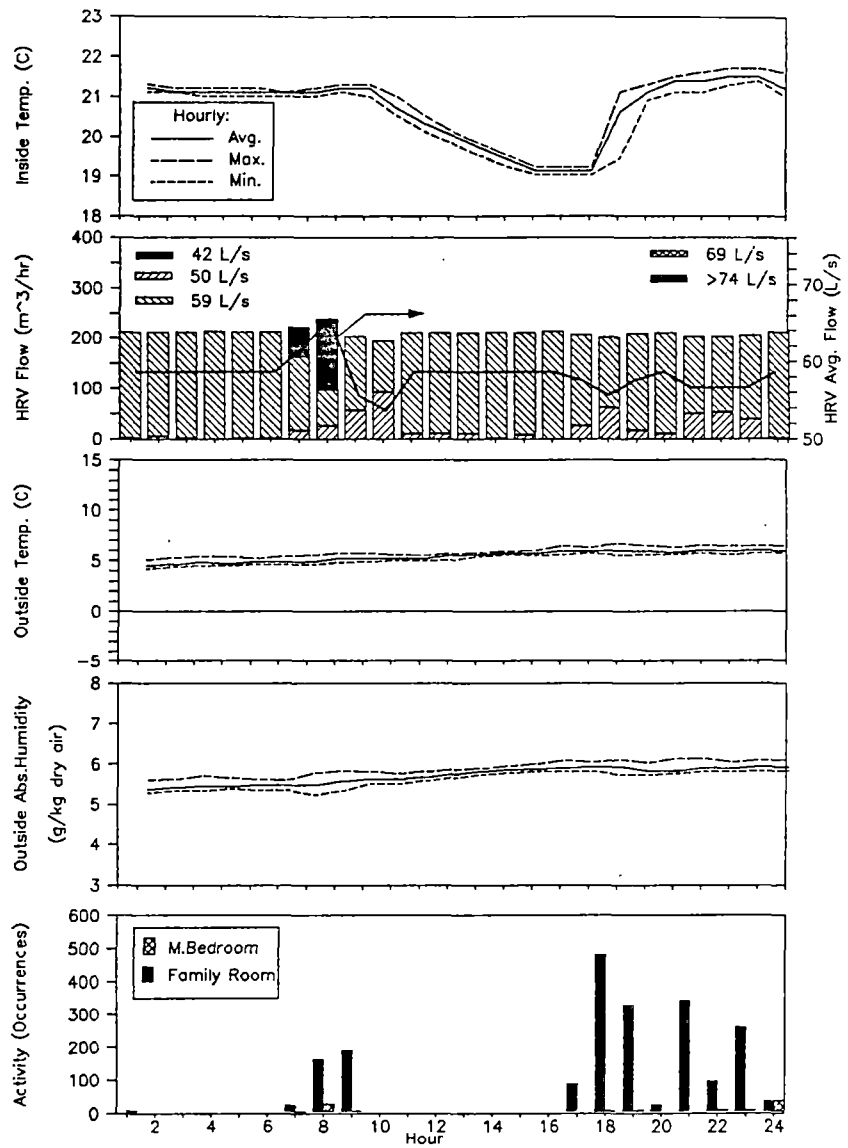 23
22
21
20
19
18
Inside Temp. (C)
Hourly:
Avg.
Max.
Min.
400
300
200
100
0
HRV Flow (m^3/hr)
42 L/s
50 L/s
59 L/s
69 L/s
>74 L/s
70
60
50
HRV Avg. Flow (L/s)
15
10
5
0
-5
Outside Temp. (C)
8
7
6
5
4
3
Outside Abs.Humidity
(g/kg dry air)
600
500
400
300
200
100
0
Activity (Occurrences)
M.Bedroom
Family Room
2 4 6 8 10 12 14 16 18 20 22 24
Hour